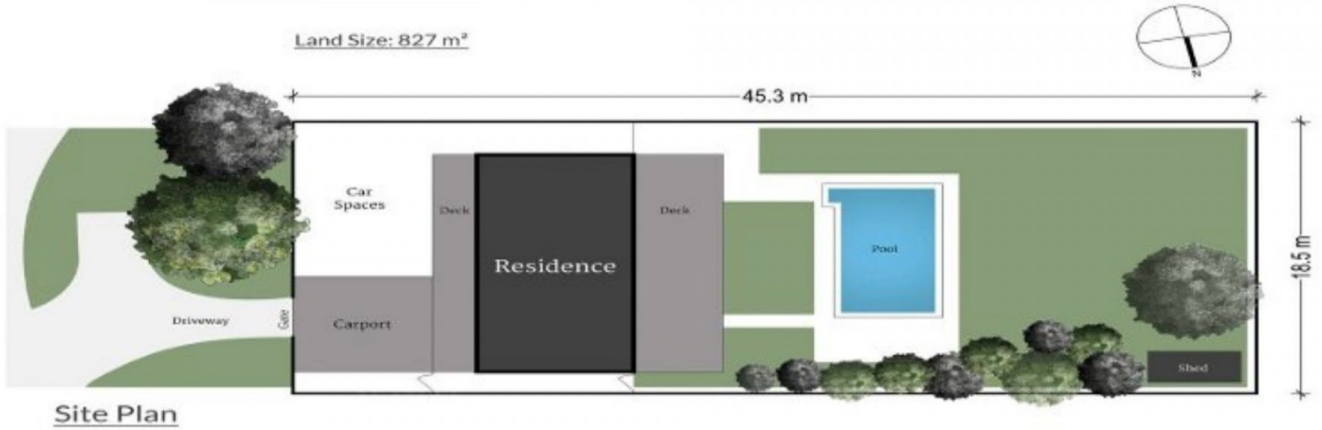 Land Size: 827 m²
N
45.3 m
Car
Spaces
Deck
Deck
Residence
Pool
18.5 m
Driveway
Gate
Carport
Shed
Site Plan